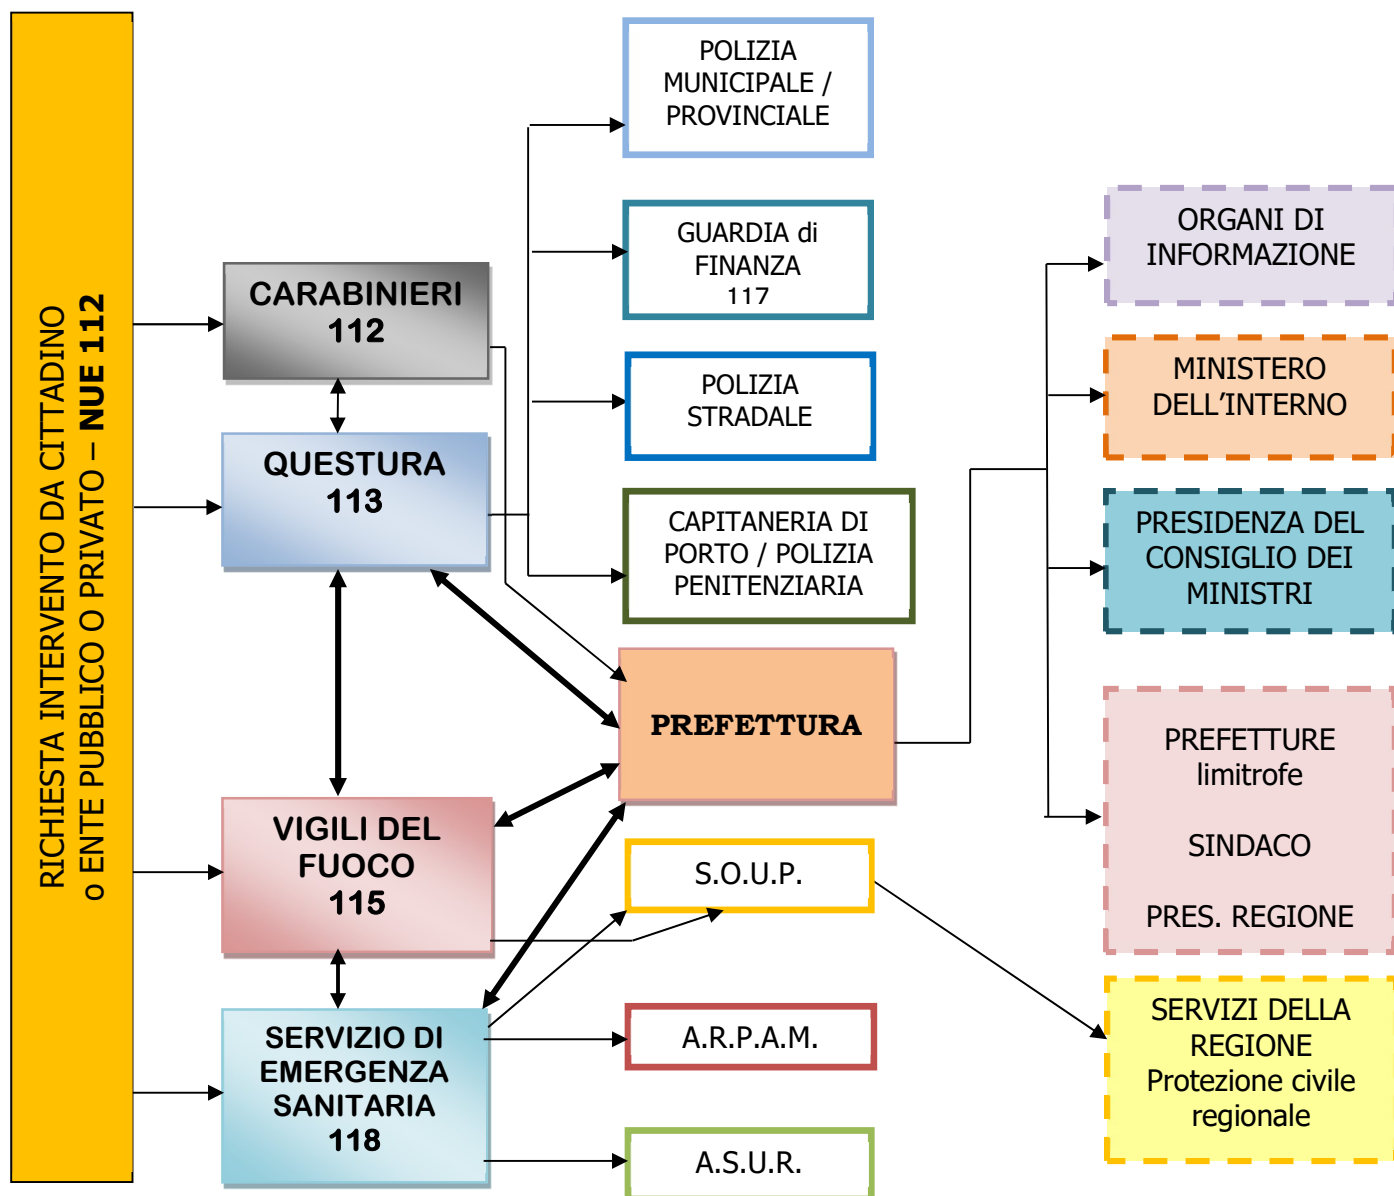 RICHIESTA INTERVENTO DA CITTADINO
o ENTE PUBBLICO O PRIVATO – NUE 112
CARABINIERI
112
QUESTURA
113
VIGILI DEL
FUOCO
115
SERVIZIO DI
EMERGENZA
SANITARIA
118
POLIZIA
MUNICIPALE /
PROVINCIALE
GUARDIA di
FINANZA
117
POLIZIA
STRADALE
CAPITANERIA DI
PORTO / POLIZIA
PENITENZIARIA
PREFETTURA
S.O.U.P.
A.R.P.A.M.
A.S.U.R.
ORGANI DI
INFORMAZIONE
MINISTERO
DELL’INTERNO
PRESIDENZA DEL
CONSIGLIO DEI
MINISTRI
PREFETTURE
limitrofe
SINDACO
PRES. REGIONE
SERVIZI DELLA
REGIONE
Protezione civile
regionale